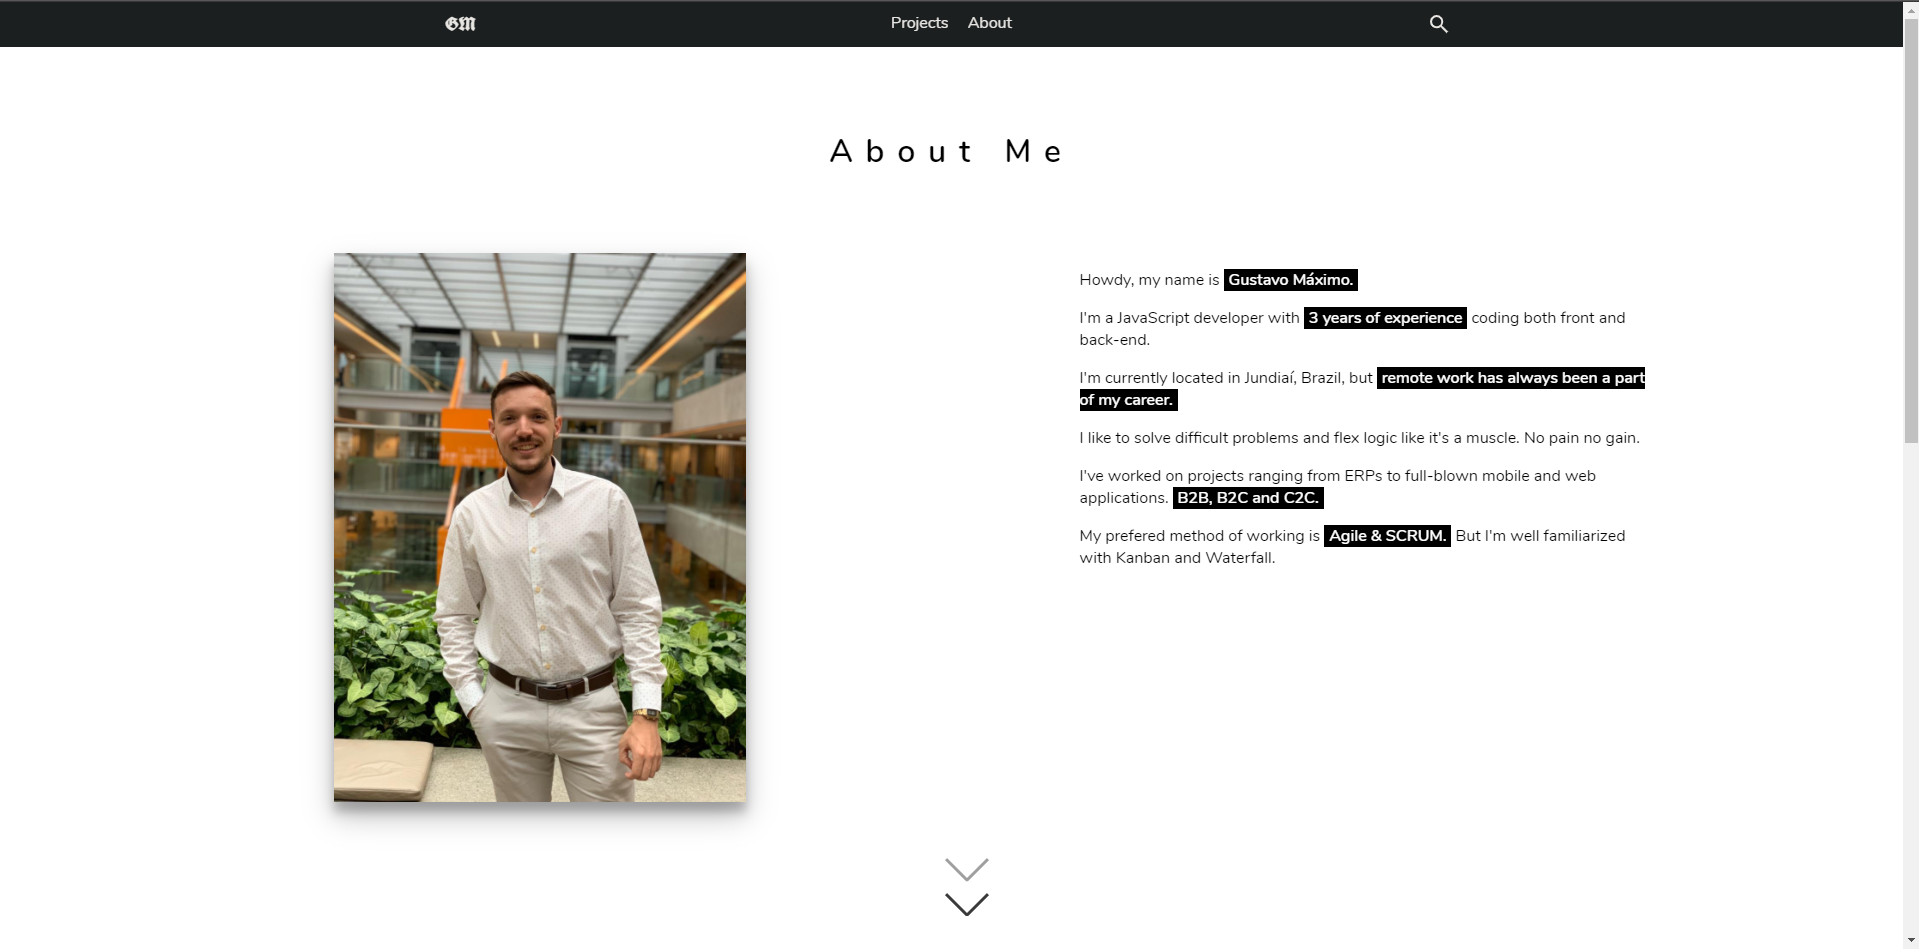 GM
Projects About
About Me
Howdy, my name is Gustavo Máximo.
I'm a JavaScript developer with 3 years of experience coding both front and
back-end.
I'm currently located in Jundiaí, Brazil, but remote work has always been a part
of my career.
I like to solve difficult problems and flex logic like it's a muscle. No pain no gain.
I've worked on projects ranging from ERPs to full-blown mobile and web
applications. B2B, B2C and C2C.
My prefered method of working is Agile & SCRUM. But I'm well familiarized
with Kanban and Waterfall.